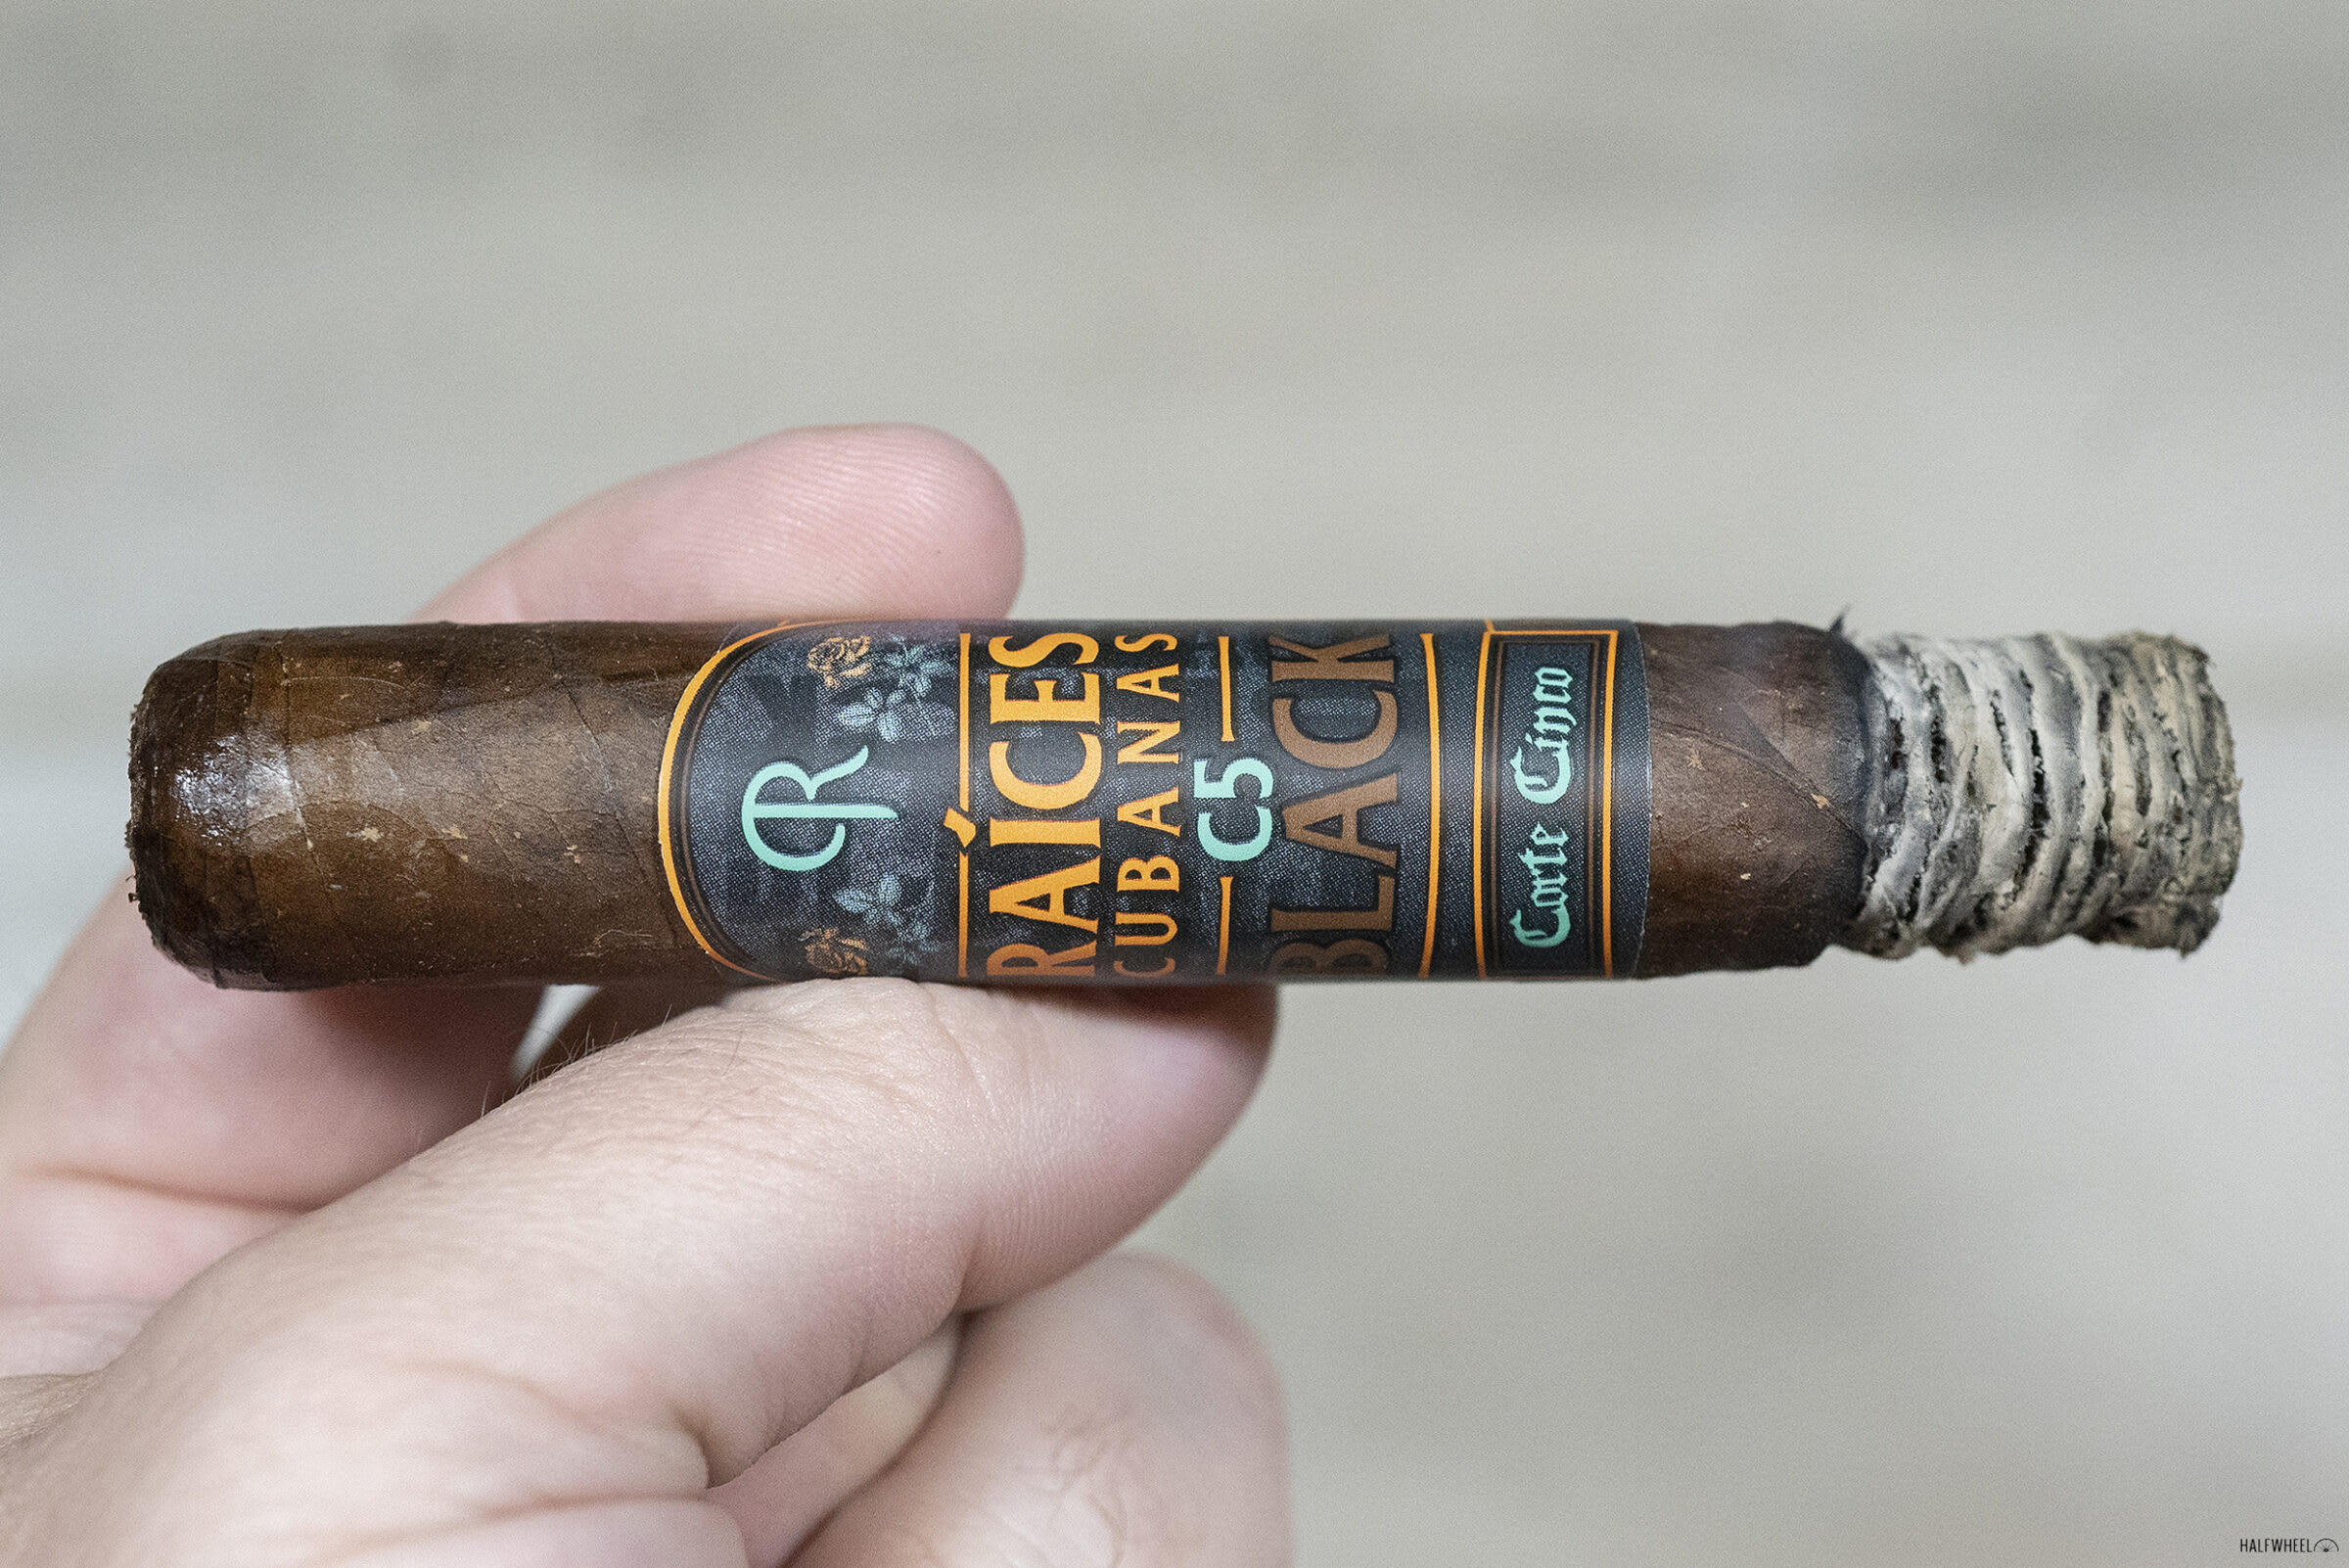 RAÍCES
CUBANAS
C5
BLACK
Corte Cinco
HALFWHEEL